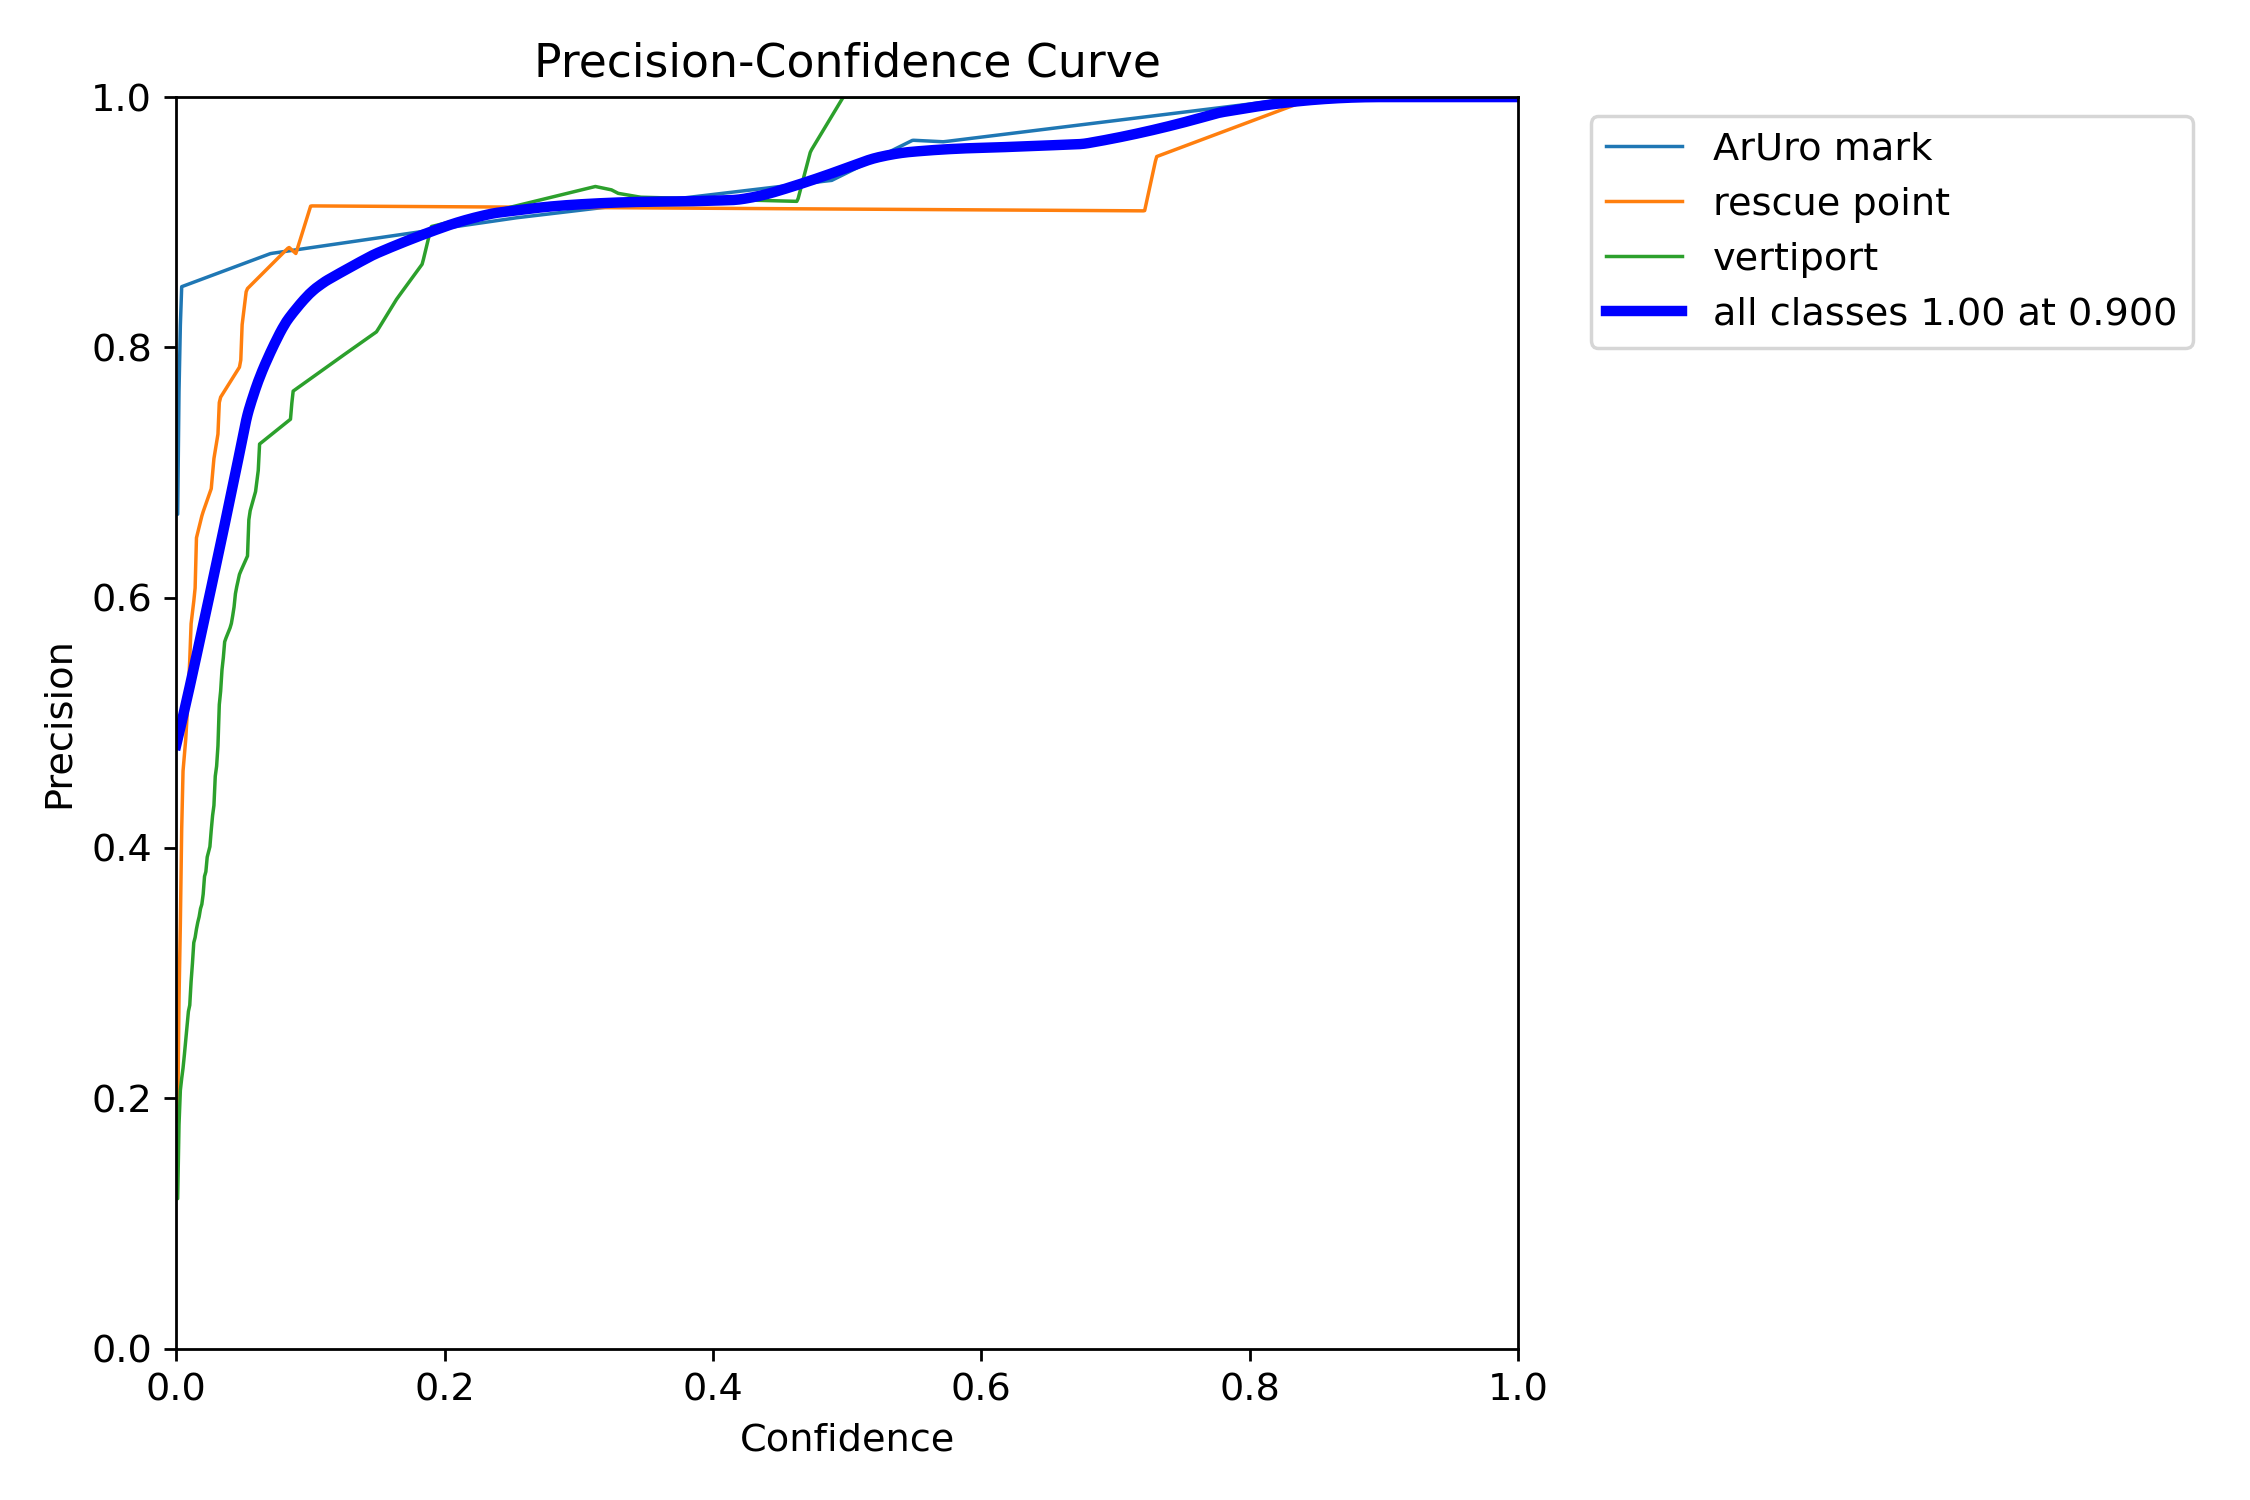 Precision-Confidence Curve
1.0
0.8
0.6
0.4
0.2
0.0
Precision
0.0 0.2 0.4 0.6 0.8 1.0
Confidence
ArUro mark
rescue point
vertiport
all classes 1.00 at 0.900